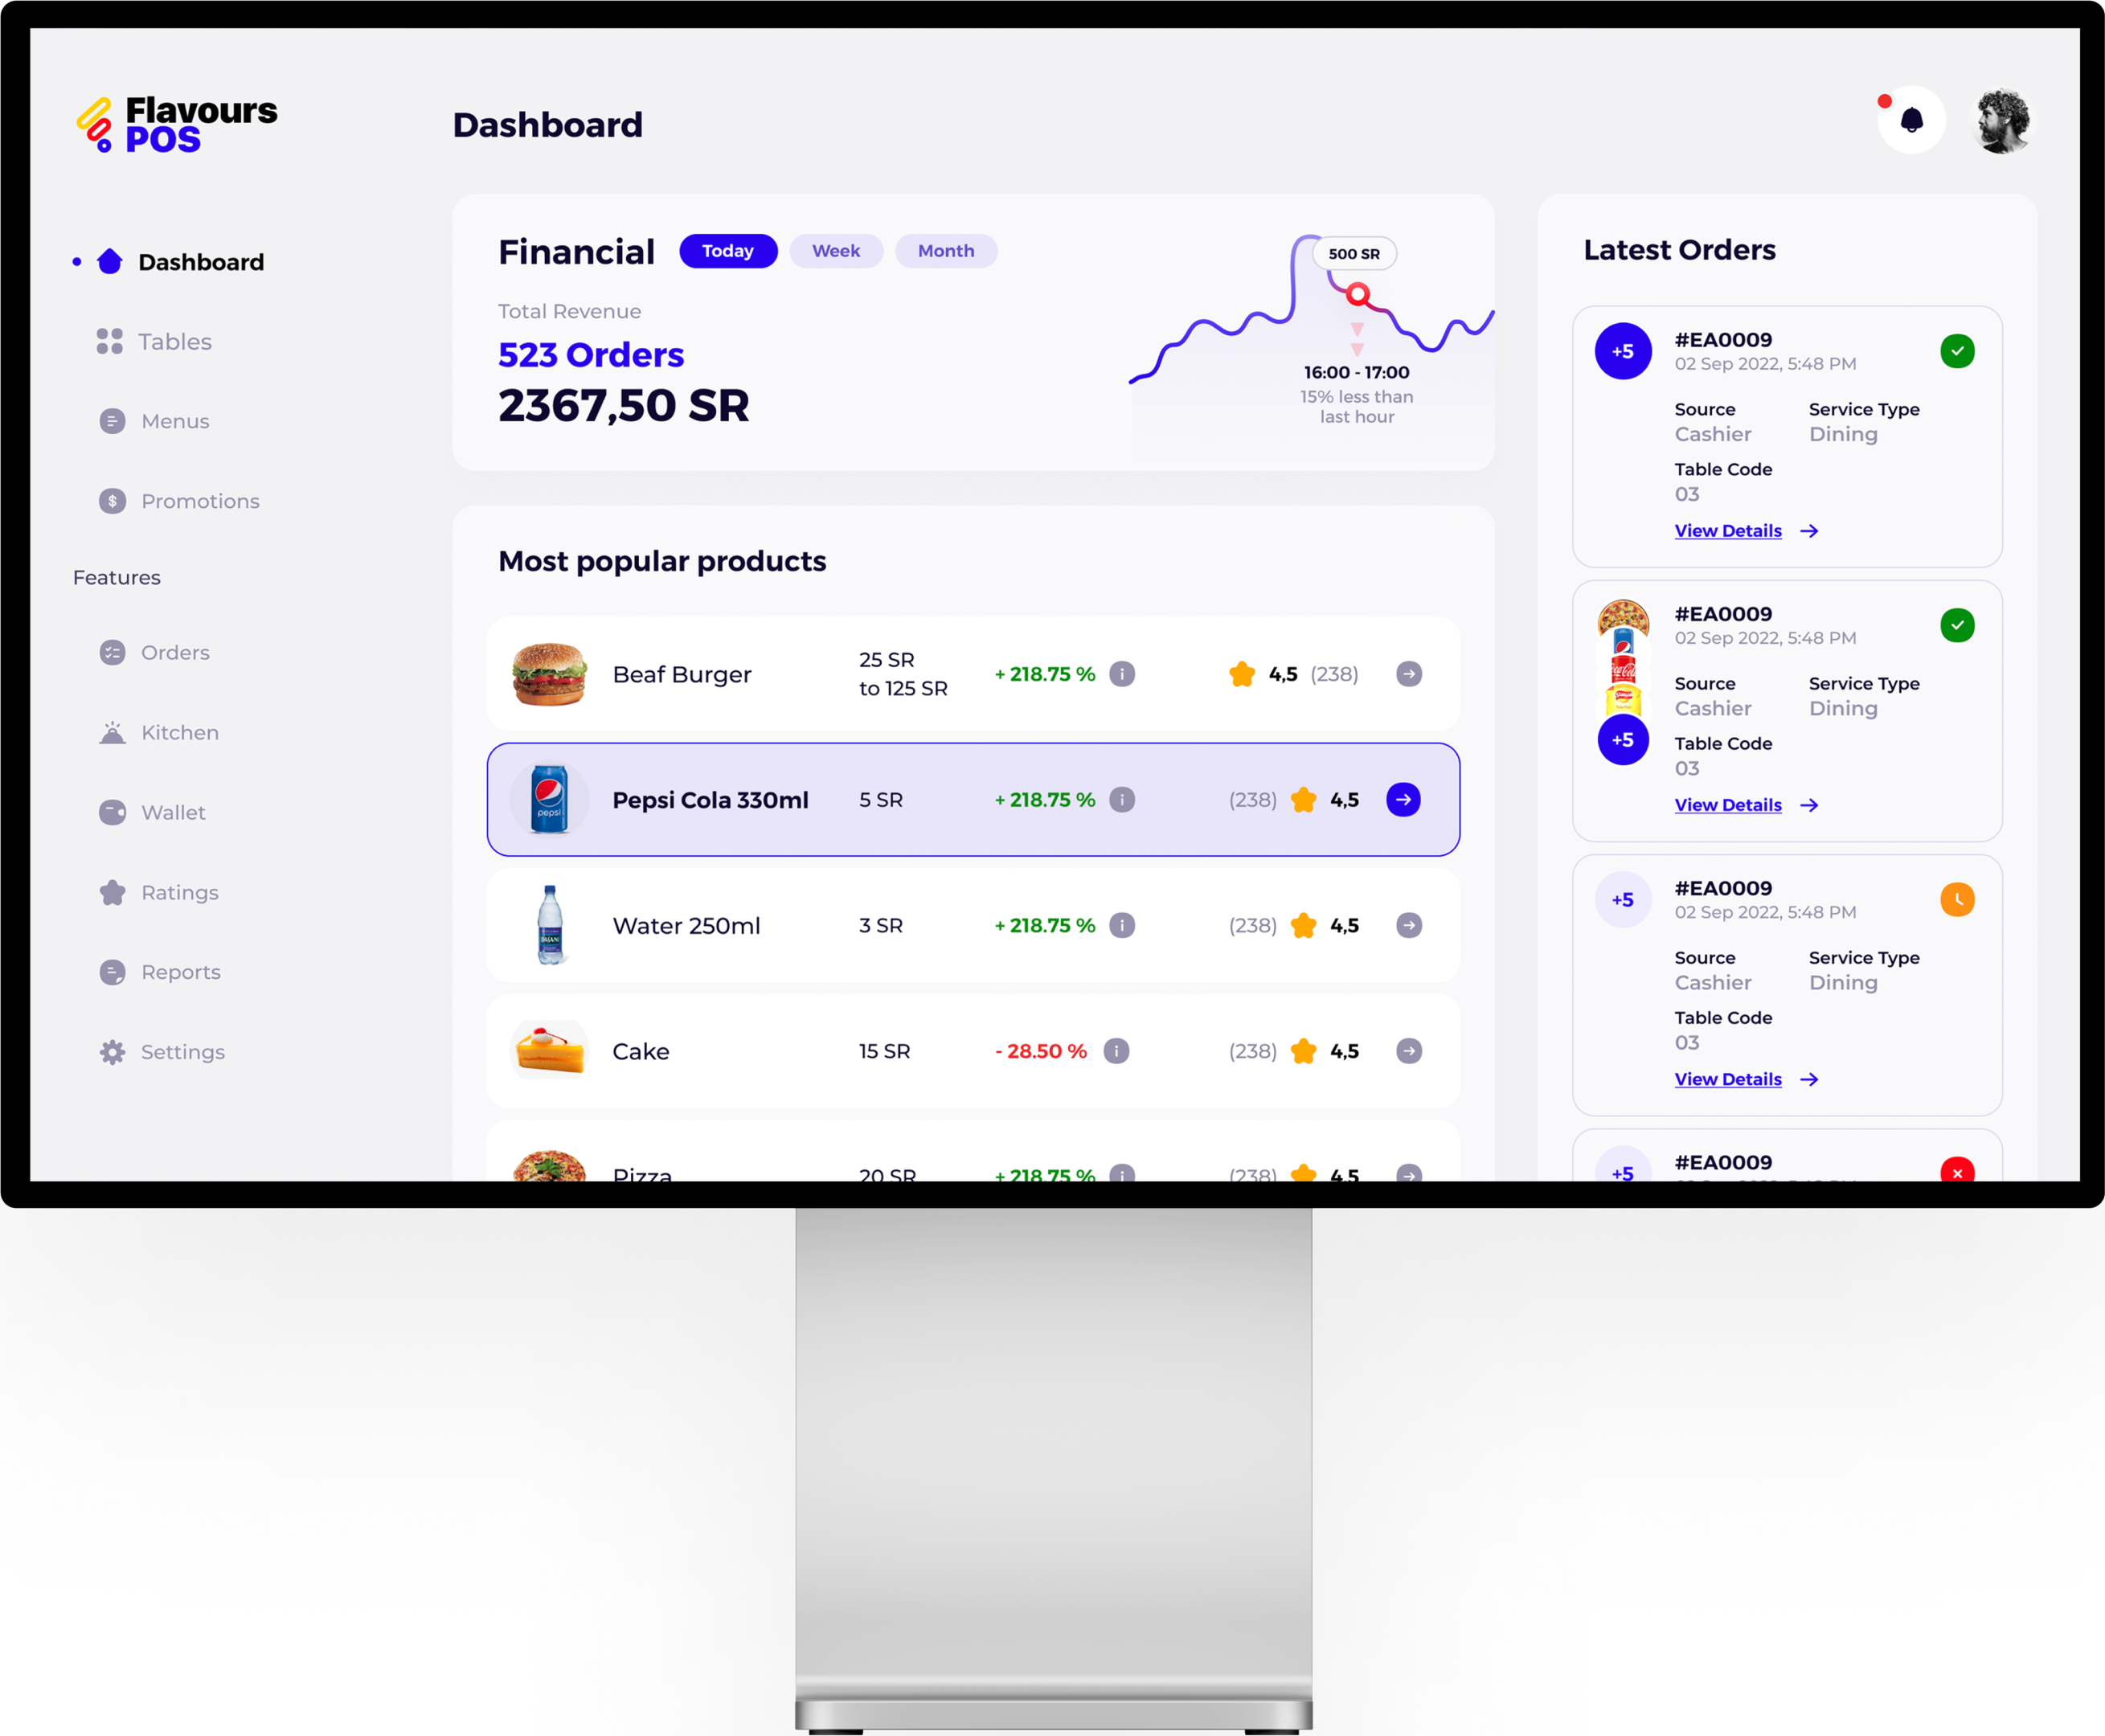 Flavours
POS
Dashboard
Dashboard
Tables
Menus
Promotions
Features
Orders
Kitchen
Wallet
Ratings
Reports
Settings
Financial
Today
Week
Month
Total Revenue
523 Orders
2367,50 SR
500 SR
16:00 - 17:00
15% less than
last hour
Most popular products
Beaf Burger
25 SR
to 125 SR
+ 218.75 %
4,5 (238)
pepsi
Pepsi Cola 330ml
5 SR
+ 218.75 %
(238) 4,5
DASANI
Water 250ml
3 SR
+ 218.75 %
(238) 4,5
Cake
15 SR
- 28.50 %
(238) 4,5
Pizza
20 SR
+ 218.75 %
(238) 4,5
Latest Orders
+5
#EA0009
02 Sep 2022, 5:48 PM
Source Service Type
Cashier Dining
Table Code
03
View Details
Coca-Cola
+5
#EA0009
02 Sep 2022, 5:48 PM
Source Service Type
Cashier Dining
Table Code
03
View Details
+5
#EA0009
02 Sep 2022, 5:48 PM
Source Service Type
Cashier Dining
Table Code
03
View Details
+5
#EA0009